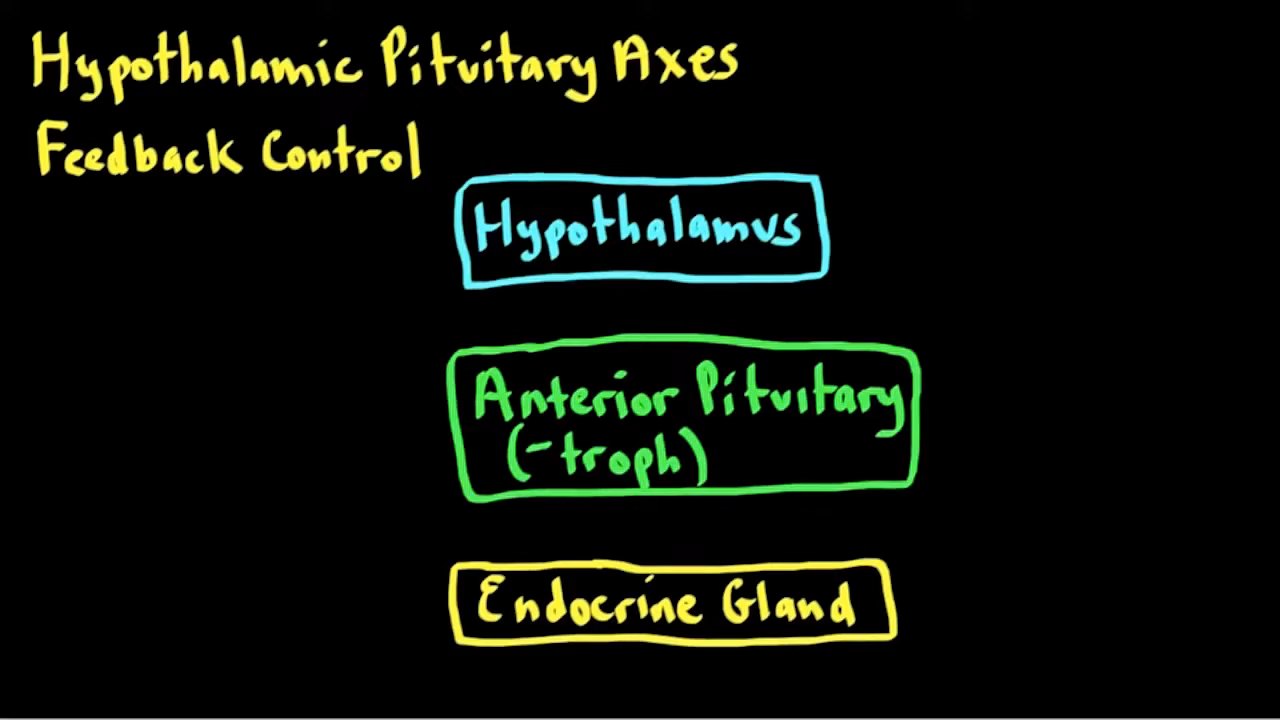 Hypothalamic Pituitary Axes
Feedback Control
Hypothalamus
Anterior Pituitary
(-troph)
Endocrine Gland